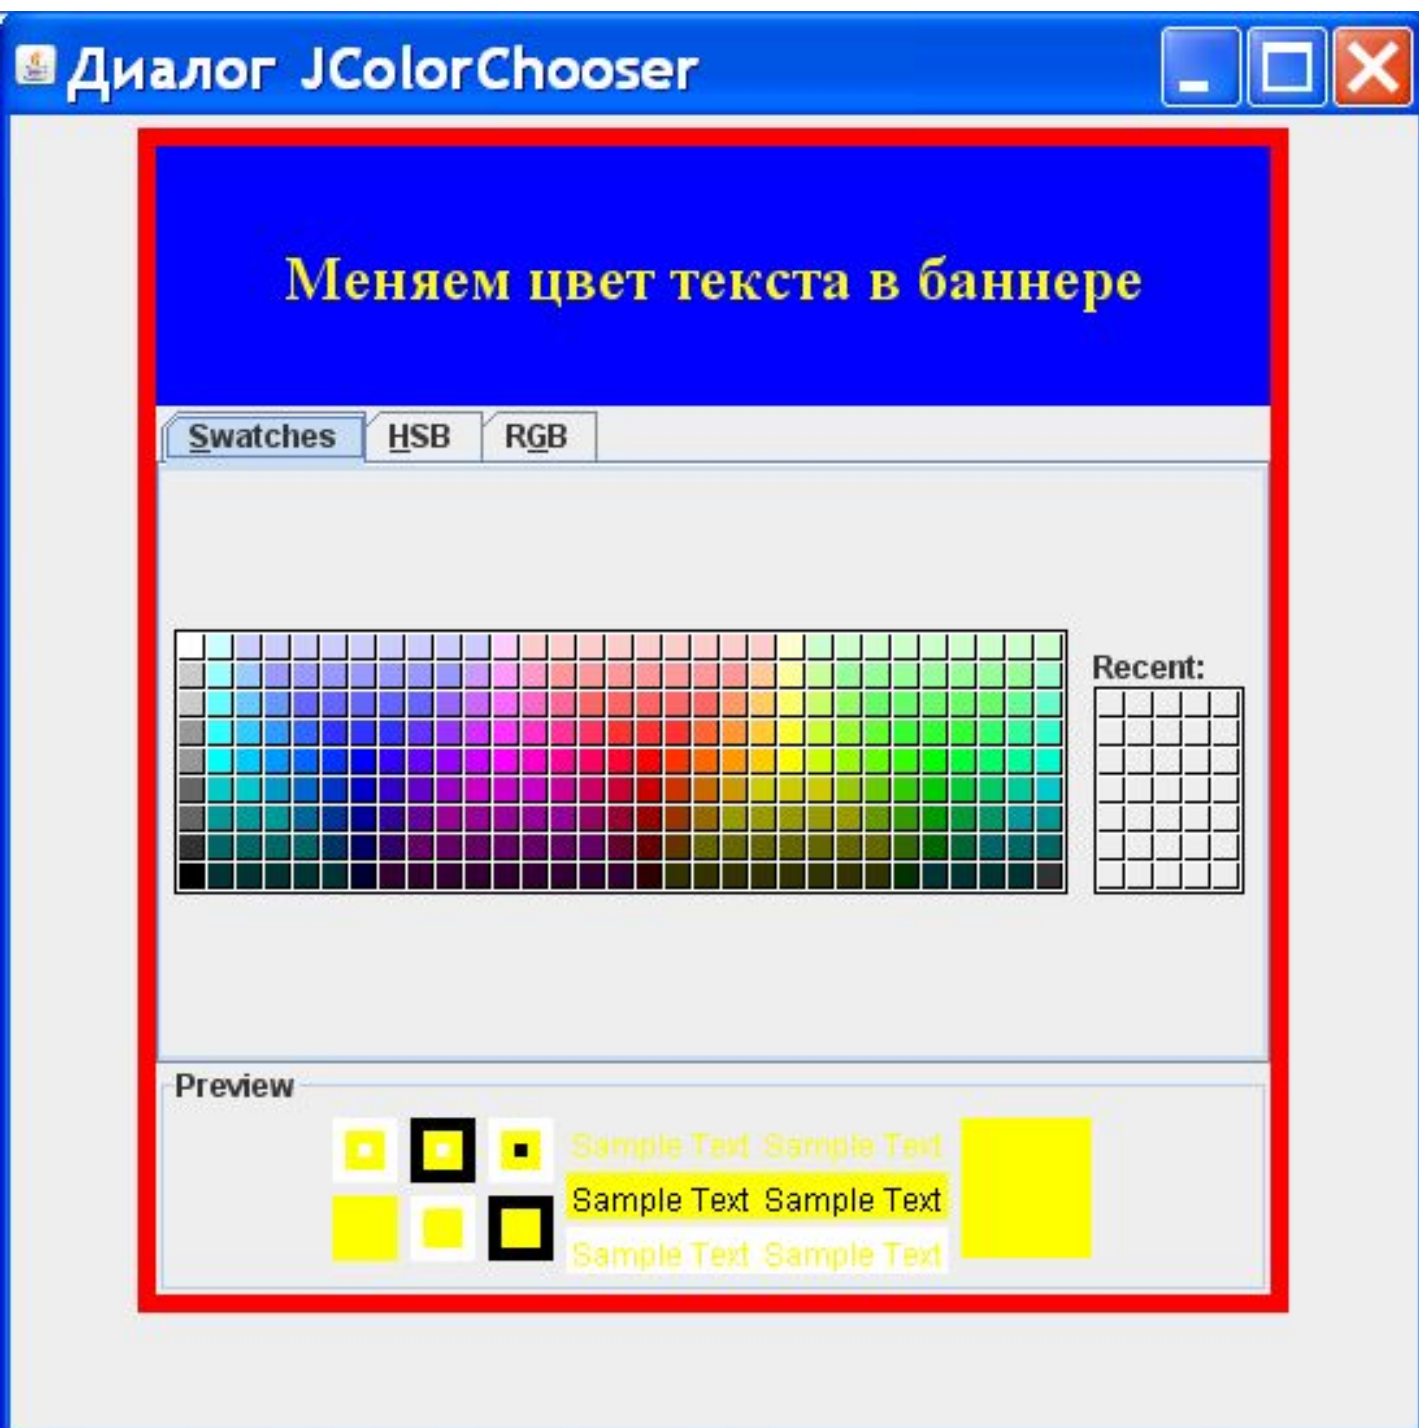 Диалог JColorChooser
Меняем цвет текста в баннере
Swatches HSB RGB
Recent:
Preview
Sample Text Sample Text
Sample Text Sample Text
Sample Text Sample Text